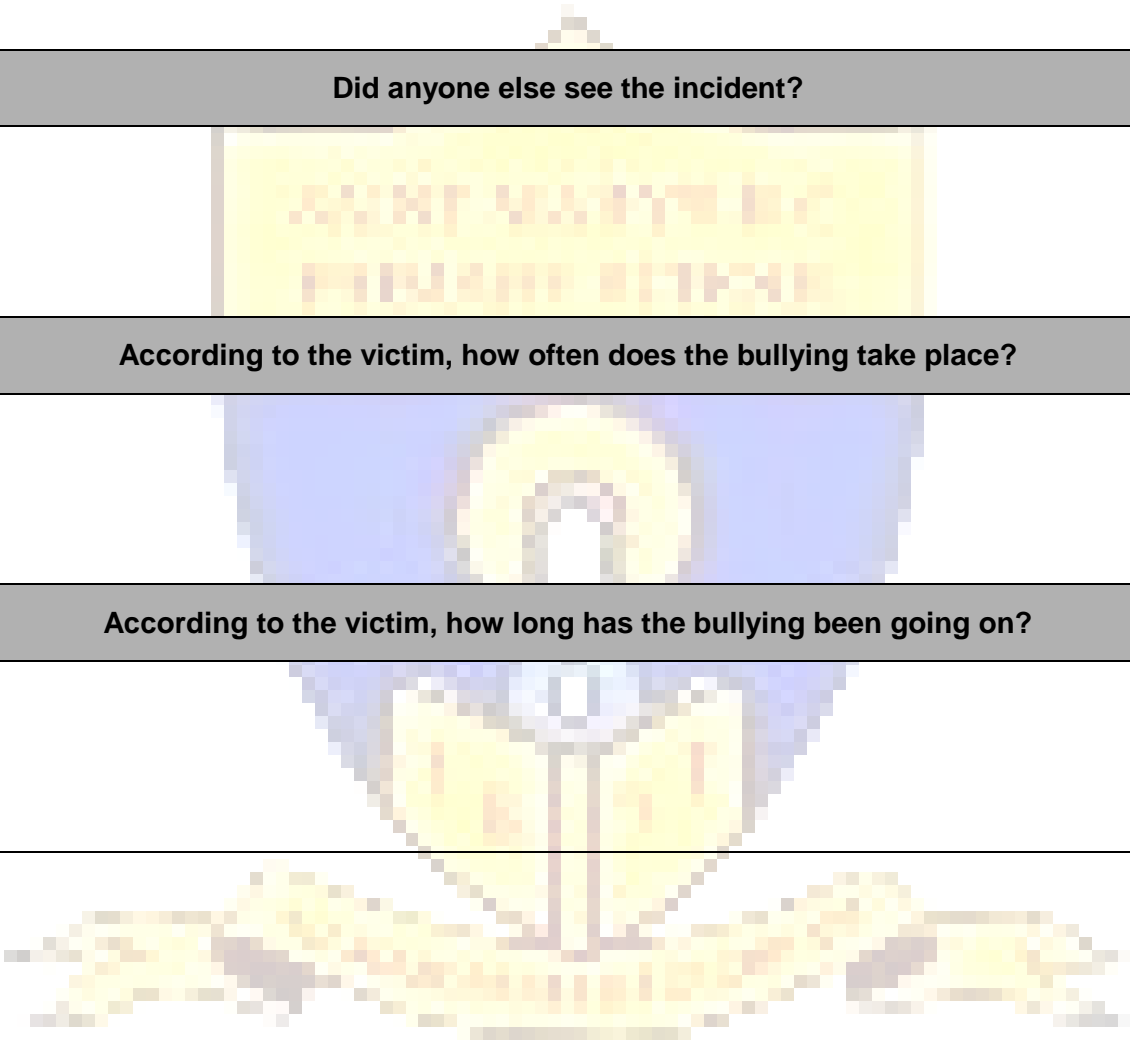 Did anyone else see the incident?
According to the victim, how often does the bullying take place?
According to the victim, how long has the bullying been going on?